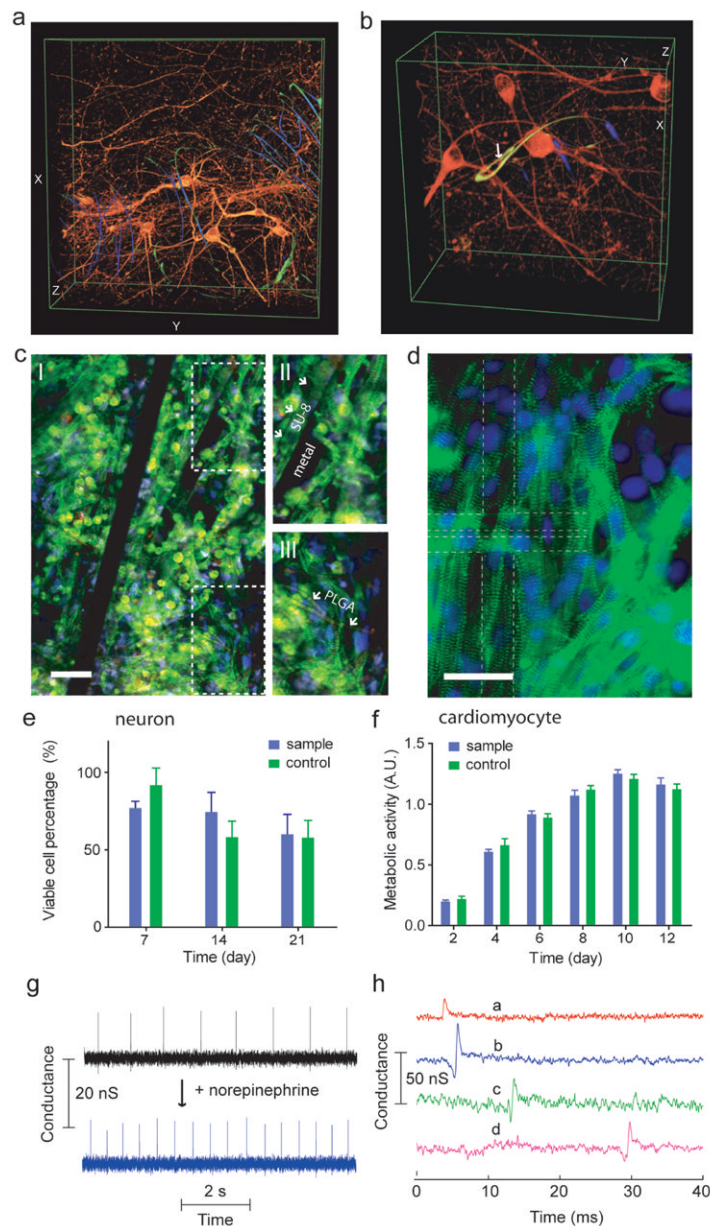 a
X
Z
Y
b
Z
Y
X
c
I
II
SU-8
metal
III
PLGA
d
e
neuron
sample
control
Viable cell percentage (%)
100
50
0
7
14
21
Time (day)
f
cardiomyocyte
sample
control
Metabolic activity (A.U.)
1.5
1.0
0.5
0.0
2
4
6
8
10
12
Time (day)
g
Conductance
20 nS
+ norepinephrine
2 s
Time
h
Conductance
50 nS
a
b
c
d
0
10
20
30
40
Time (ms)